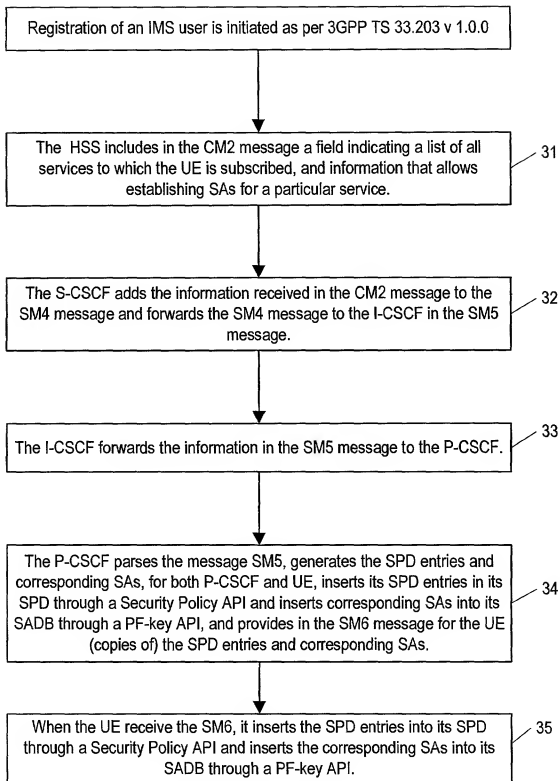 Registration of an IMS user is initiated as per 3GPP TS 33.203 v 1.0.0
The HSS includes in the CM2 message a field indicating a list of all
services to which the UE is subscribed, and information that allows
establishing SAs for a particular service.
31
The S-CSCF adds the information received in the CM2 message to the
SM4 message and forwards the SM4 message to the I-CSCF in the SM5
message.
32
The I-CSCF forwards the information in the SM5 message to the P-CSCF.
33
The P-CSCF parses the message SM5, generates the SPD entries and
corresponding SAs, for both P-CSCF and UE, inserts its SPD entries in its
SPD through a Security Policy API and inserts corresponding SAs into its
SADB through a PF-key API, and provides in the SM6 message for the UE
(copies of) the SPD entries and corresponding SAs.
34
When the UE receive the SM6, it inserts the SPD entries into its SPD
through a Security Policy API and inserts the corresponding SAs into its
SADB through a PF-key API.
35